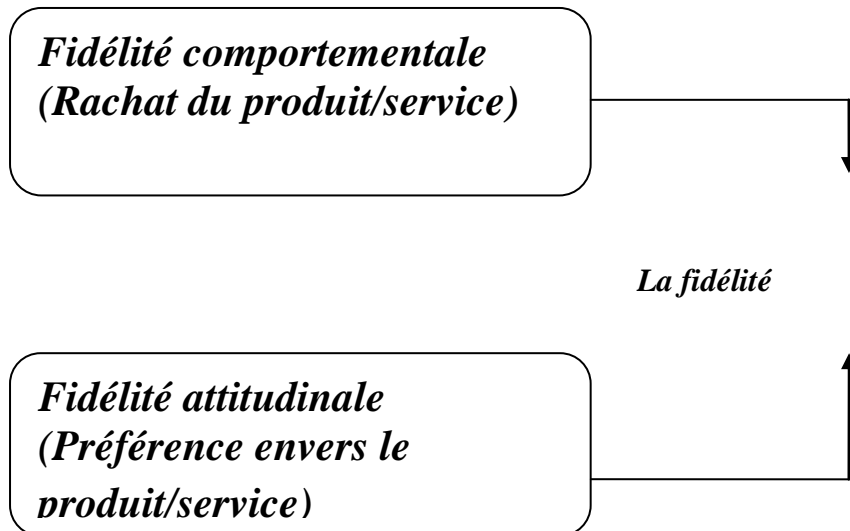 Fidélité comportementale
(Rachat du produit/service)
La fidélité
Fidélité attitudinale
(Préférence envers le
produit/service)